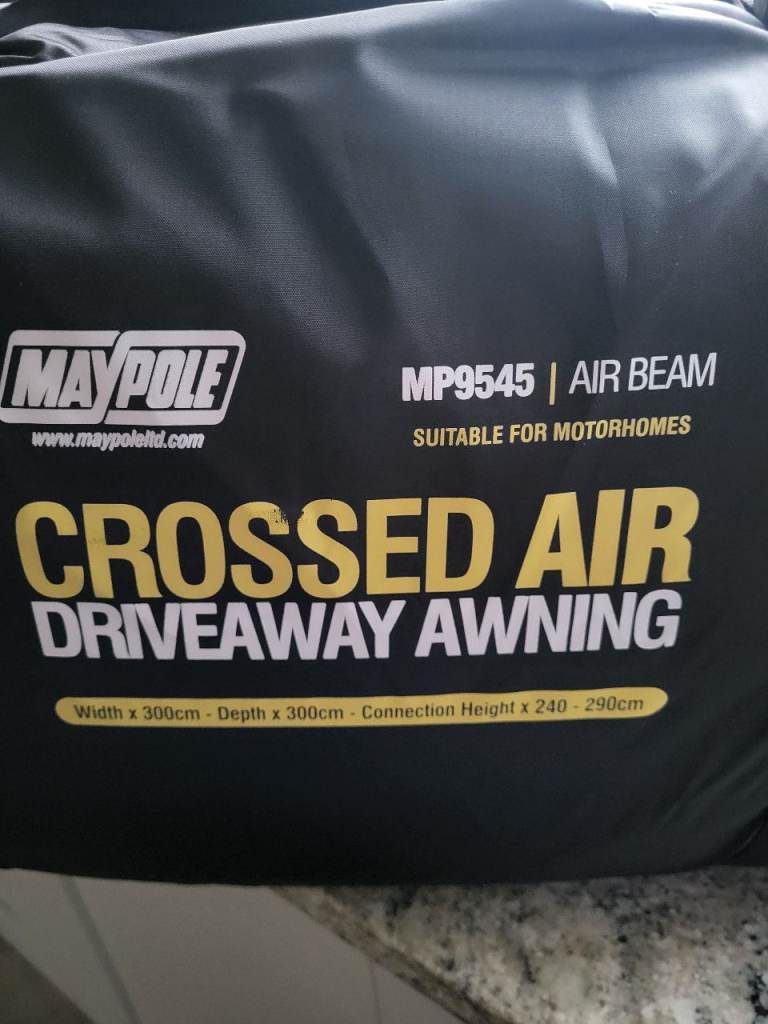 MAYPOLE
www.maypoleltd.com
MP9545 | AIR BEAM
SUITABLE FOR MOTORHOMES
CROSSED AIR
DRIVEAWAY AWNING
Width x 300cm - Depth x 300cm - Connection Height x 240 - 290cm